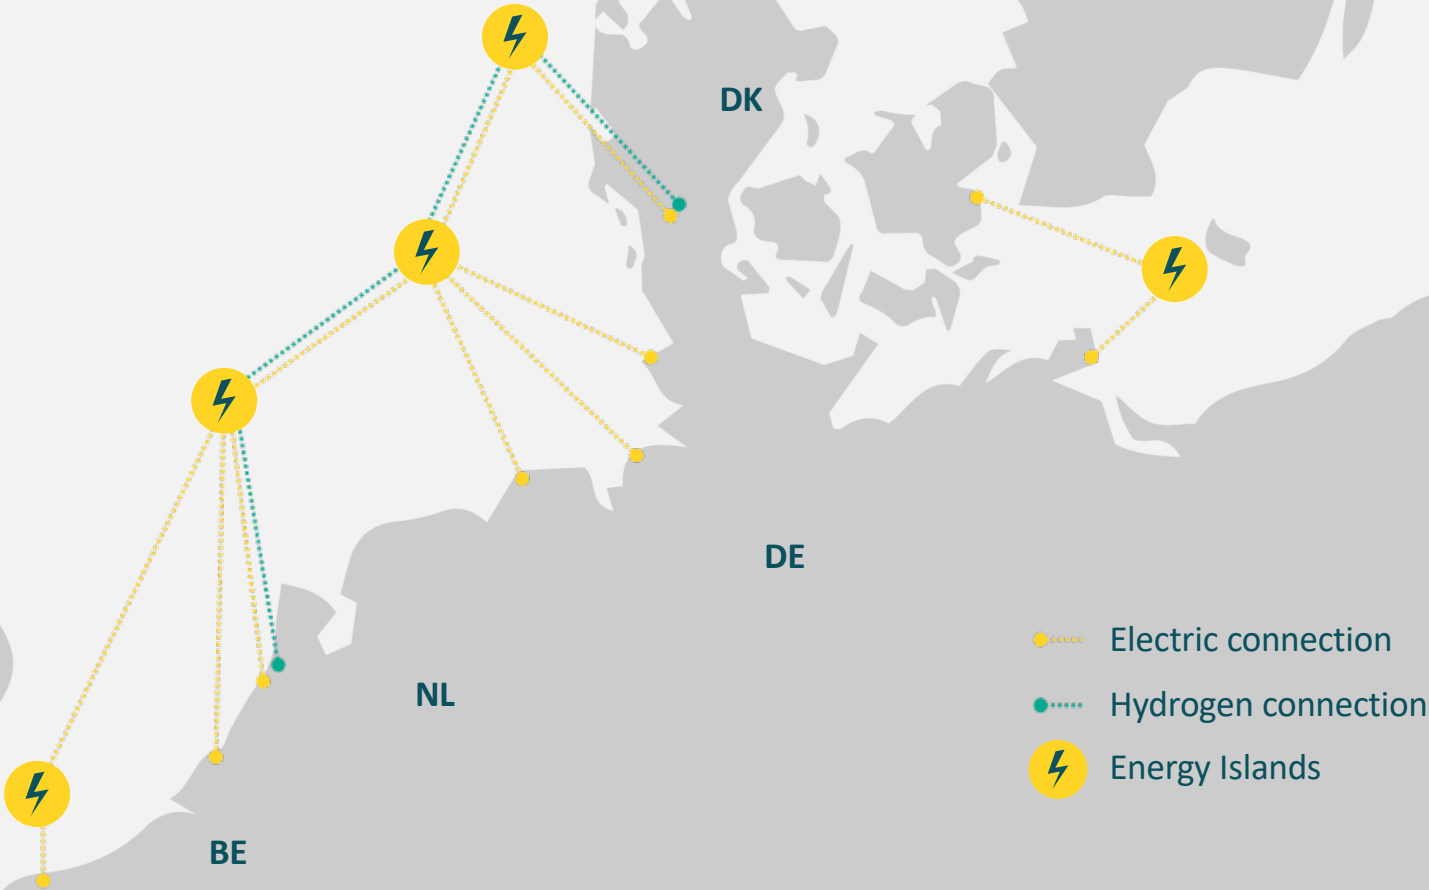 DK
DE
Electric connection
NL
Hydrogen connection
Energy Islands
BE